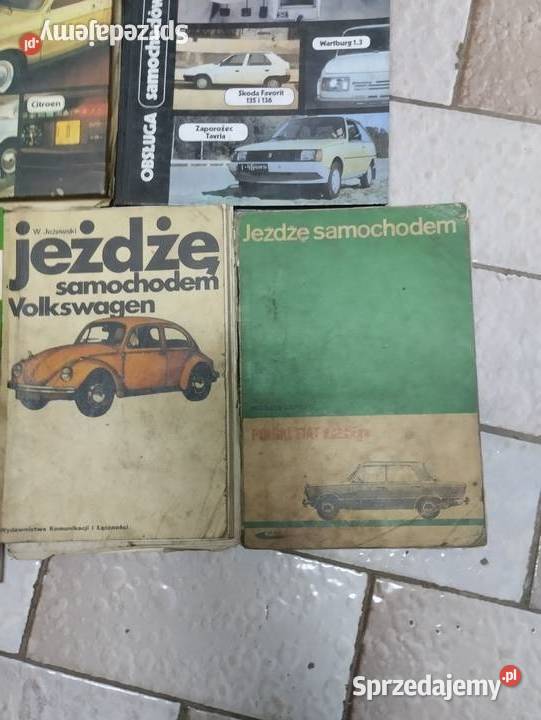 Sprzedajemy.pl
Citroen
OBSŁUGA samochodów
Wartburg 1.3
Skoda Favorit
135 i 136
Zaporożec
Tavria
W. Jeżewski
jeżdżę
samochodem
Volkswagen
Wydawnictwa Komunikacji i Łączności
Jeżdżę samochodem
POLSKI FIAT
Sprzedajemy.pl